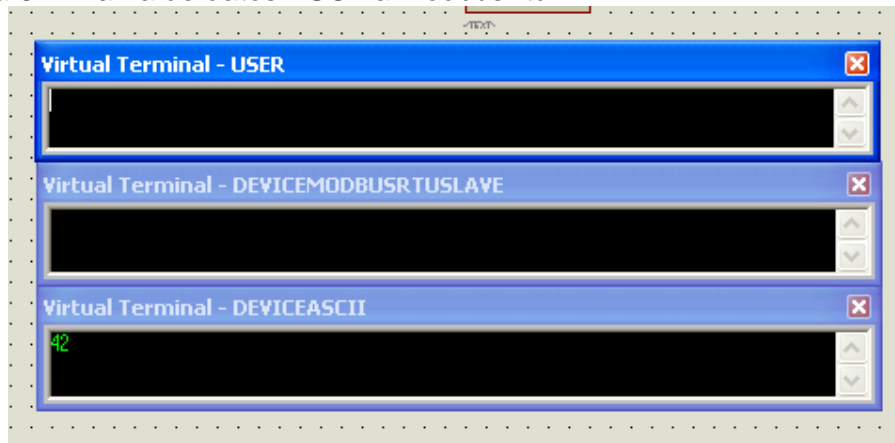 <TEXT>
Virtual Terminal - USER
Virtual Terminal - DEVICEMODBUSRTUSLAVE
Virtual Terminal - DEVICEASCII
42